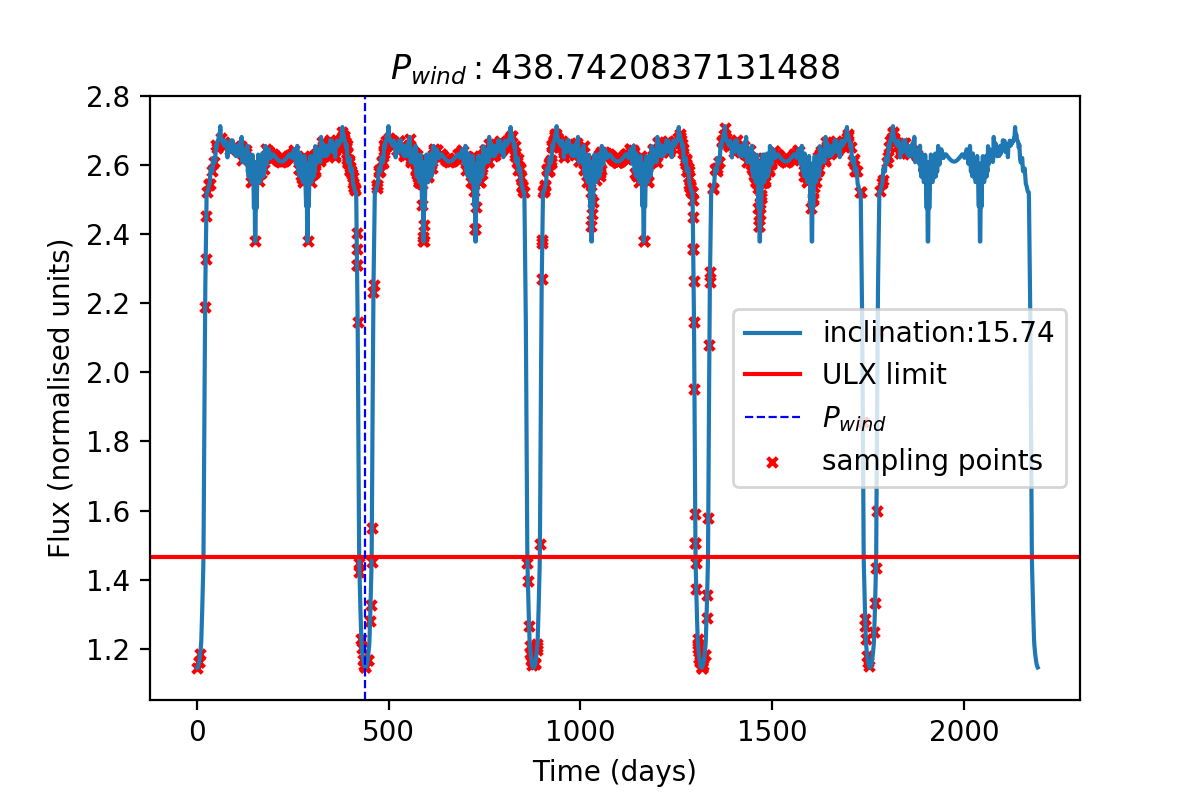 P_wind : 438.7420837131488
2.8
2.6
2.4
2.2
2.0
1.8
1.6
1.4
1.2
Flux (normalised units)
inclination:15.74
ULX limit
P_wind
sampling points
0 500 1000 1500 2000
Time (days)